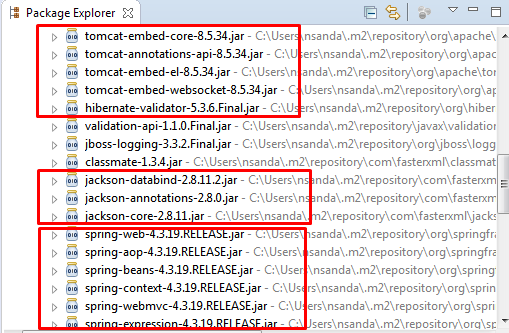 Package Explorer
tomcat-embed-core-8.5.34.jar - C:\Users\nsanda\.m2\repository\org\apache\
tomcat-annotations-api-8.5.34.jar - C:\Users\nsanda\.m2\repository\org\a
tomcat-embed-el-8.5.34.jar - C:\Users\nsanda\.m2\repository\org\apache\to
tomcat-embed-websocket-8.5.34.jar - C:\Users\nsanda\.m2\repository\org\
hibernate-validator-5.3.6.Final.jar - C:\Users\nsanda\.m2\repository\org\hiber
validation-api-1.1.0.Final.jar - C:\Users\nsanda\.m2\repository\javax\validation
jboss-logging-3.3.2.Final.jar - C:\Users\nsanda\.m2\repository\org\jboss\loggin
classmate-1.3.4.jar - C:\Users\nsanda\.m2\repository\com\fasterxml\classmate
jackson-databind-2.8.11.2.jar - C:\Users\nsanda\.m2\repository\com\fasterxm
jackson-annotations-2.8.0.jar - C:\Users\nsanda\.m2\repository\com\fasterxm
jackson-core-2.8.11.jar - C:\Users\nsanda\.m2\repository\com\fasterxml\jacks
spring-web-4.3.19.RELEASE.jar - C:\Users\nsanda\.m2\repository\org\springfra
spring-aop-4.3.19.RELEASE.jar - C:\Users\nsanda\.m2\repository\org\springfra
spring-beans-4.3.19.RELEASE.jar - C:\Users\nsanda\.m2\repository\org\springf
spring-context-4.3.19.RELEASE.jar - C:\Users\nsanda\.m2\repository\org\sprin
spring-webmvc-4.3.19.RELEASE.jar - C:\Users\nsanda\.m2\repository\org\sprin
spring-expression-4.3.19.RELEASE.jar - C:\Users\nsanda\.m2\repository\org\sp